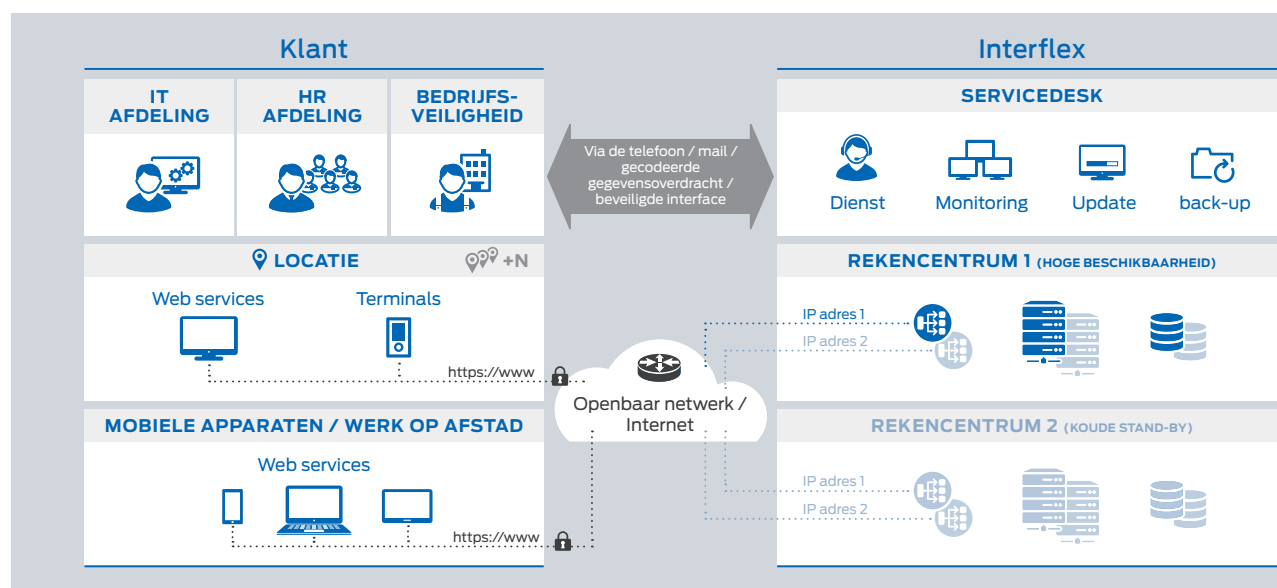 Klant
IT
AFDELING
HR
AFDELING
BEDRIJFS-
VEILIGHEID
LOCATIE
+N
Web services
Terminals
https://www
MOBIELE APPARATEN / WERK OP AFSTAD
Web services
https://www
Via de telefoon / mail /
gecodeerde
gegevensoverdracht /
beveiligde interface
Openbaar netwerk /
Internet
Interflex
SERVICEDESK
Dienst
Monitoring
Update
back-up
REKENCENTRUM 1 (HOGE BESCHIKBAARHEID)
IP adres 1
IP adres 2
REKENCENTRUM 2 (KOUDE STAND-BY)
IP adres 1
IP adres 2